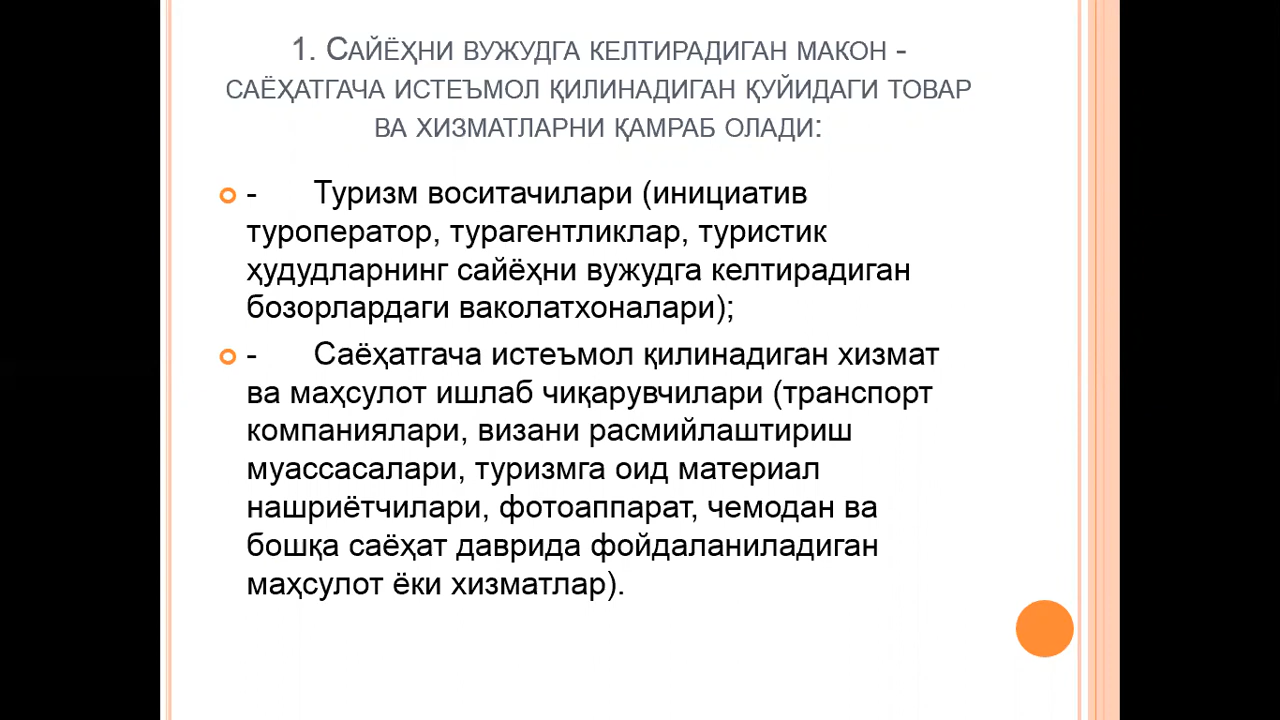 1. Сайёҳни вужудга келтирадиган макон -
саёҳатгача истеъмол қилинадиган қуйидаги товар
ва хизматларни қамраб олади:
- Туризм воситачилари (инициатив
туроператор, турагентликлар, туристик
ҳудудларнинг сайёҳни вужудга келтирадиган
бозорлардаги ваколатхоналари);
- Саёҳатгача истеъмол қилинадиган хизмат
ва маҳсулот ишлаб чиқарувчилари (транспорт
компаниялари, визани расмийлаштириш
муассасалари, туризмга оид материал
нашриётчилари, фотоаппарат, чемодан ва
бошқа саёҳат даврида фойдаланиладиган
маҳсулот ёки хизматлар).